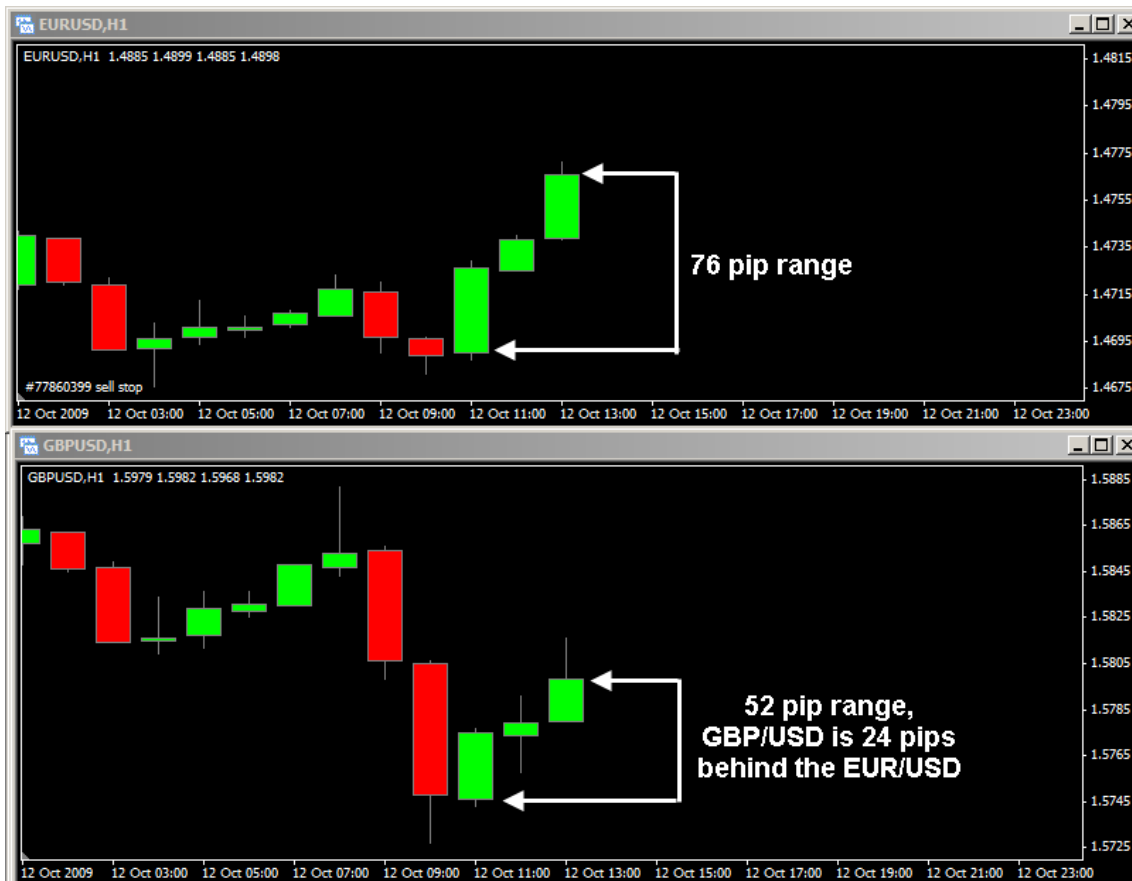 EURUSD,H1
EURUSD,H1 1.4885 1.4899 1.4885 1.4898
1.4815
1.4795
1.4775
1.4755
1.4735
1.4715
1.4695
1.4675
76 pip range
#77860399 sell stop
12 Oct 2009 12 Oct 03:00 12 Oct 05:00 12 Oct 07:00 12 Oct 09:00 12 Oct 11:00 12 Oct 13:00 12 Oct 15:00 12 Oct 17:00 12 Oct 19:00 12 Oct 21:00 12 Oct 23:00
GBPUSD,H1
GBPUSD,H1 1.5979 1.5982 1.5968 1.5982
1.5885
1.5865
1.5845
1.5825
1.5805
1.5785
1.5765
1.5745
1.5725
52 pip range,
GBP/USD is 24 pips
behind the EUR/USD
12 Oct 2009 12 Oct 03:00 12 Oct 05:00 12 Oct 07:00 12 Oct 09:00 12 Oct 11:00 12 Oct 13:00 12 Oct 15:00 12 Oct 17:00 12 Oct 19:00 12 Oct 21:00 12 Oct 23:00